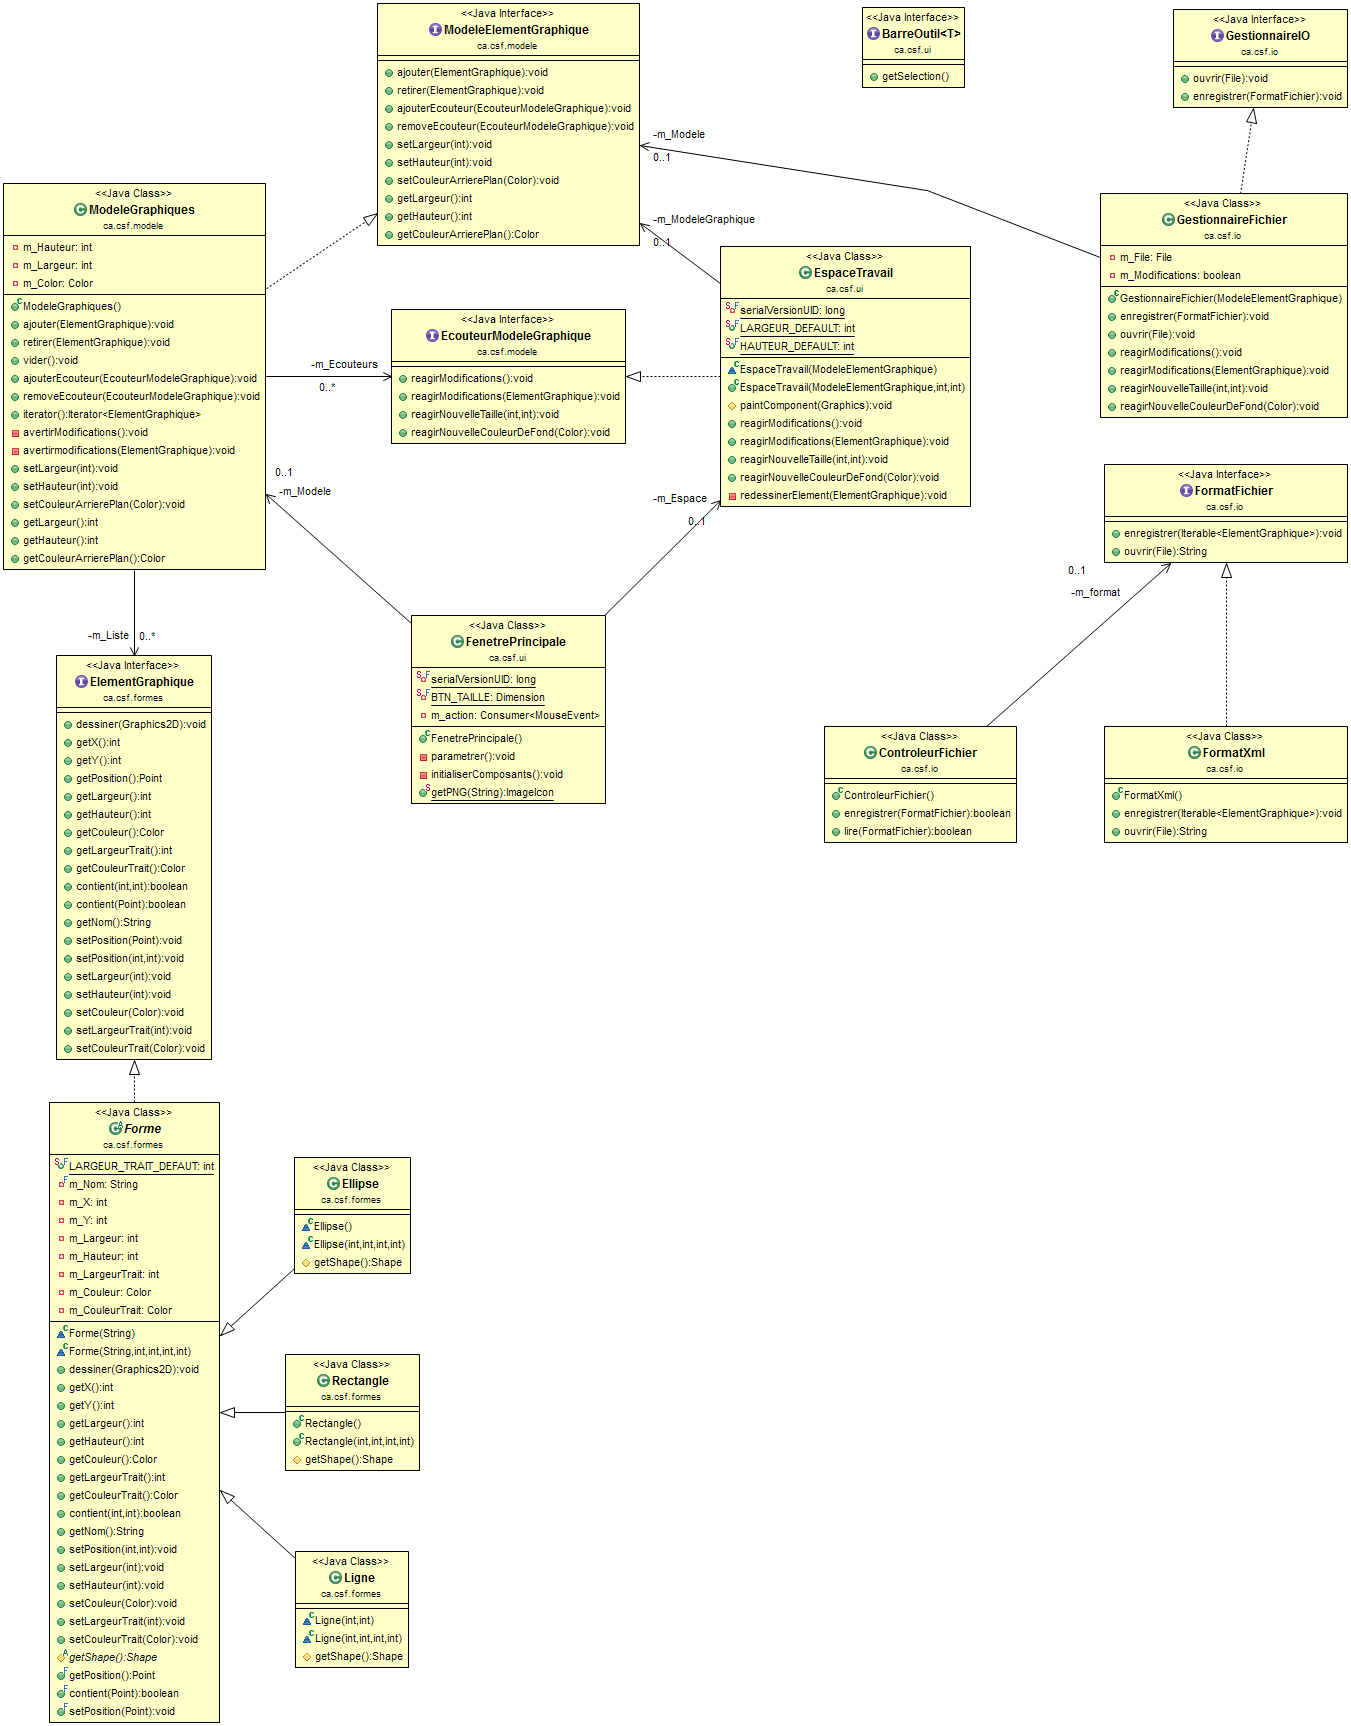 <<Java Interface>>
ModeleElementGraphique
ca.csf.modele
ajouter(ElementGraphique):void
retirer(ElementGraphique):void
ajouterEcouteur(EcouteurModeleGraphique):void
removeEcouteur(EcouteurModeleGraphique):void
setLargeur(int):void
setHauteur(int):void
setCouleurArrierePlan(Color):void
getLargeur():int
getHauteur():int
getCouleurArrierePlan():Color
<<Java Interface>>
BarreOutil<T>
ca.csf.ui
getSelection()
<<Java Interface>>
GestionnaireIO
ca.csf.io
ouvrir(File):void
enregistrer(FormatFichier):void
-m_Modele
0..1
<<Java Class>>
ModeleGraphiques
ca.csf.modele
m_Hauteur: int
m_Largeur: int
m_Color: Color
ModeleGraphiques()
ajouter(ElementGraphique):void
retirer(ElementGraphique):void
vider():void
ajouterEcouteur(EcouteurModeleGraphique):void
removeEcouteur(EcouteurModeleGraphique):void
iterator():Iterator<ElementGraphique>
avertirModifications():void
avertirmodifications(ElementGraphique):void
setLargeur(int):void
setHauteur(int):void
setCouleurArrierePlan(Color):void
getLargeur():int
getHauteur():int
getCouleurArrierePlan():Color
-m_ModeleGraphique
0..1
<<Java Class>>
GestionnaireFichier
ca.csf.io
m_File: File
m_Modifications: boolean
GestionnaireFichier(ModeleElementGraphique)
enregistrer(FormatFichier):void
ouvrir(File):void
reagirModifications():void
reagirModifications(ElementGraphique):void
reagirNouvelleTaille(int,int):void
reagirNouvelleCouleurDeFond(Color):void
<<Java Class>>
EspaceTravail
ca.csf.ui
serialVersionUID: long
LARGEUR_DEFAULT: int
HAUTEUR_DEFAULT: int
EspaceTravail(ModeleElementGraphique)
EspaceTravail(ModeleElementGraphique,int,int)
paintComponent(Graphics):void
reagirModifications():void
reagirModifications(ElementGraphique):void
reagirNouvelleTaille(int,int):void
reagirNouvelleCouleurDeFond(Color):void
redessinerElement(ElementGraphique):void
<<Java Interface>>
EcouteurModeleGraphique
ca.csf.modele
reagirModifications():void
reagirModifications(ElementGraphique):void
reagirNouvelleTaille(int,int):void
reagirNouvelleCouleurDeFond(Color):void
-m_Ecouteurs
0..*
0..1
-m_Modele
-m_Espace
0..1
<<Java Interface>>
FormatFichier
ca.csf.io
enregistrer(Iterable<ElementGraphique>):void
ouvrir(File):String
0..1
-m_format
-m_Liste
0..*
<<Java Class>>
FenetrePrincipale
ca.csf.ui
serialVersionUID: long
BTN_TAILLE: Dimension
m_action: Consumer<MouseEvent>
FenetrePrincipale()
parametrer():void
initialiserComposants():void
getPNG(String):ImageIcon
<<Java Interface>>
ElementGraphique
ca.csf.formes
dessiner(Graphics2D):void
getX():int
getY():int
getPosition():Point
getLargeur():int
getHauteur():int
getCouleur():Color
getLargeurTrait():int
getCouleurTrait():Color
contient(int,int):boolean
contient(Point):boolean
getNom():String
setPosition(Point):void
setPosition(int,int):void
setLargeur(int):void
setHauteur(int):void
setCouleur(Color):void
setLargeurTrait(int):void
setCouleurTrait(Color):void
<<Java Class>>
ControleurFichier
ca.csf.io
ControleurFichier()
enregistrer(FormatFichier):boolean
lire(FormatFichier):boolean
<<Java Class>>
FormatXml
ca.csf.io
FormatXml()
enregistrer(Iterable<ElementGraphique>):void
ouvrir(File):String
<<Java Class>>
Forme
ca.csf.formes
LARGEUR_TRAIT_DEFAUT: int
m_Nom: String
m_X: int
m_Y: int
m_Largeur: int
m_Hauteur: int
m_LargeurTrait: int
m_Couleur: Color
m_CouleurTrait: Color
Forme(String)
Forme(String,int,int,int,int)
dessiner(Graphics2D):void
getX():int
getY():int
getLargeur():int
getHauteur():int
getCouleur():Color
getLargeurTrait():int
getCouleurTrait():Color
contient(int,int):boolean
getNom():String
setPosition(int,int):void
setLargeur(int):void
setHauteur(int):void
setCouleur(Color):void
setLargeurTrait(int):void
setCouleurTrait(Color):void
getShape():Shape
getPosition():Point
contient(Point):boolean
setPosition(Point):void
<<Java Class>>
Ellipse
ca.csf.formes
Ellipse()
Ellipse(int,int,int,int)
getShape():Shape
<<Java Class>>
Rectangle
ca.csf.formes
Rectangle()
Rectangle(int,int,int,int)
getShape():Shape
<<Java Class>>
Ligne
ca.csf.formes
Ligne(int,int)
Ligne(int,int,int,int)
getShape():Shape